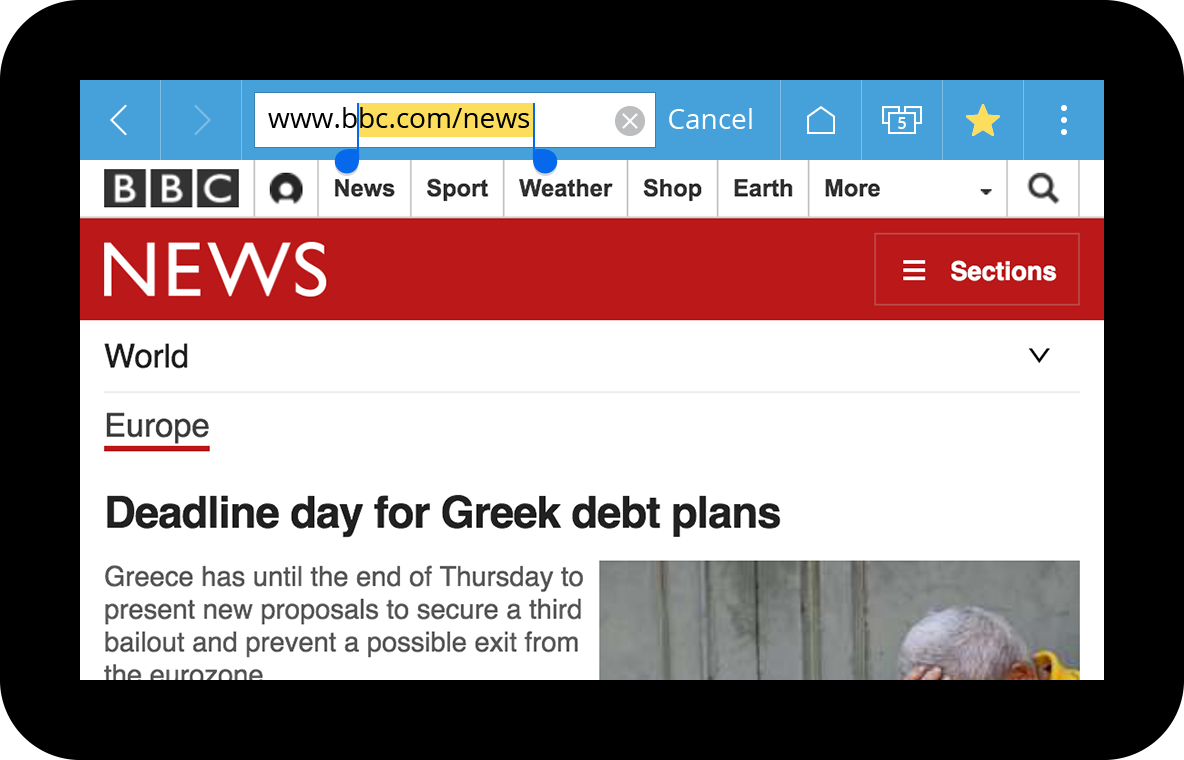 www.bbc.com/news Cancel 5
BBC News Sport Weather Shop Earth More
NEWS Sections
World
Europe
Deadline day for Greek debt plans
Greece has until the end of Thursday to
present new proposals to secure a third
bailout and prevent a possible exit from
the eurozone